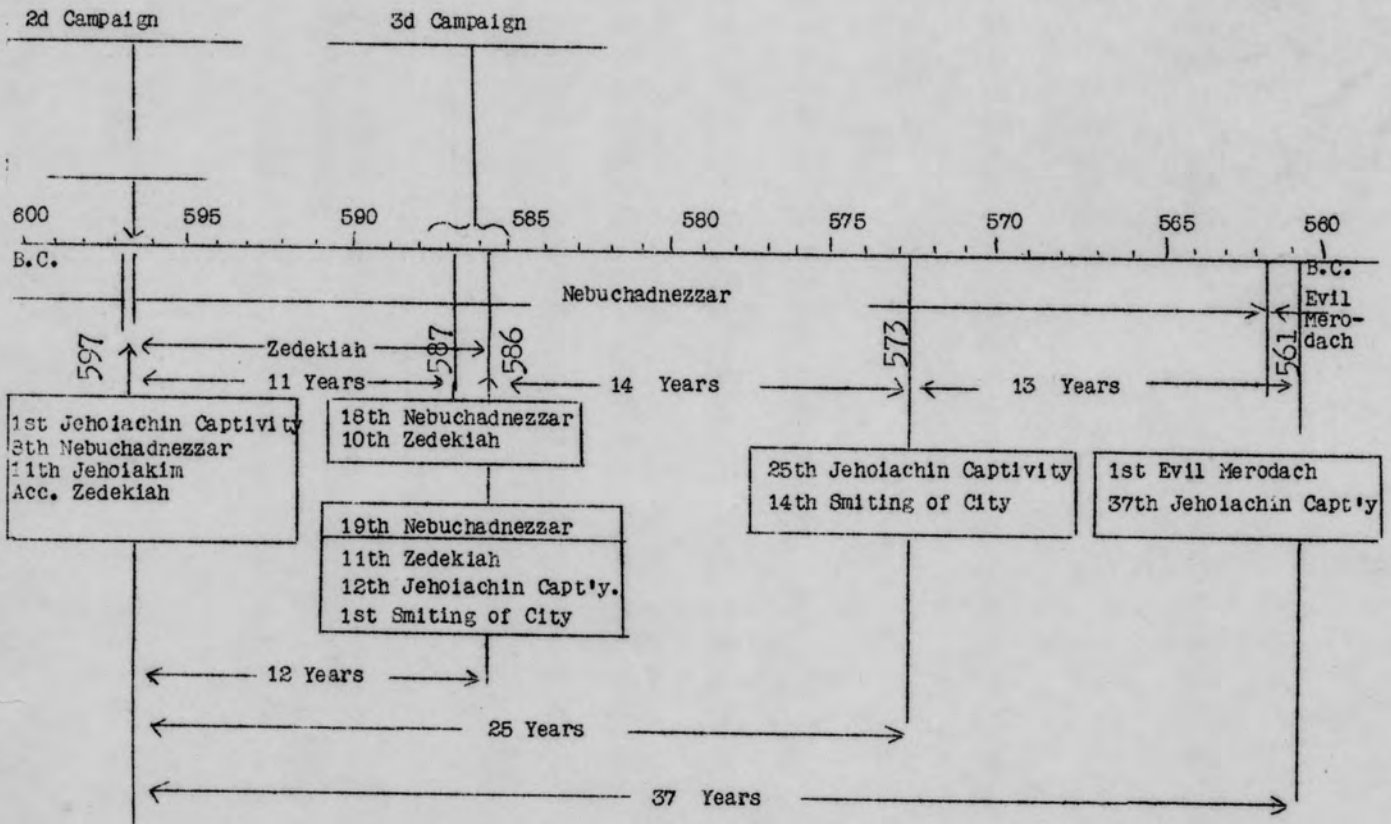 2d Campaign
3d Campaign
600 595 590 585 580 575 570 565 560
B.C.
B.C.
Nebuchadnezzar
Evil
Mero-
dach
597
Zedekiah
587
586
573
561
11 Years
14 Years
13 Years
1st Jehoiachin Captivity
8th Nebuchadnezzar
11th Jehoiakim
Acc. Zedekiah
18th Nebuchadnezzar
10th Zedekiah
19th Nebuchadnezzar
11th Zedekiah
12th Jehoiachin Capt'y.
1st Smiting of City
25th Jehoiachin Captivity
14th Smiting of City
1st Evil Merodach
37th Jehoiachin Capt'y
12 Years
25 Years
37 Years